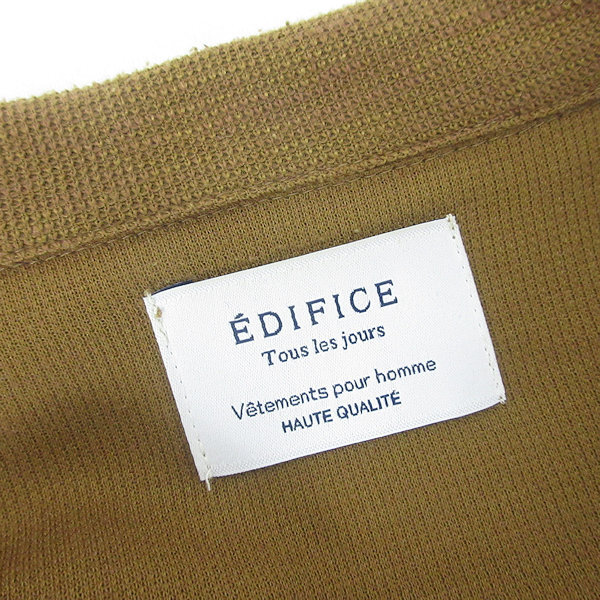 ÉDIFICE
Tous les jours
Vêtements pour homme
HAUTE QUALITÉ